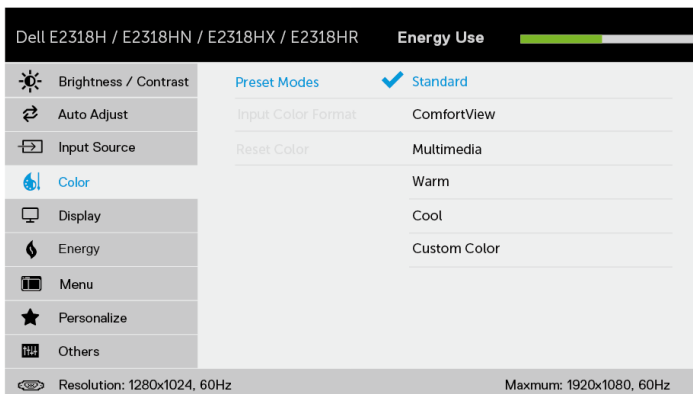 Dell E2318H / E2318HN / E2318HX / E2318HR Energy Use
Brightness / Contrast Preset Modes Standard
Auto Adjust Input Color Format ComfortView
Input Source Reset Color Multimedia
Color Warm
Display Cool
Energy Custom Color
Menu
Personalize
Others
Resolution: 1280x1024, 60Hz Maxmum: 1920x1080, 60Hz